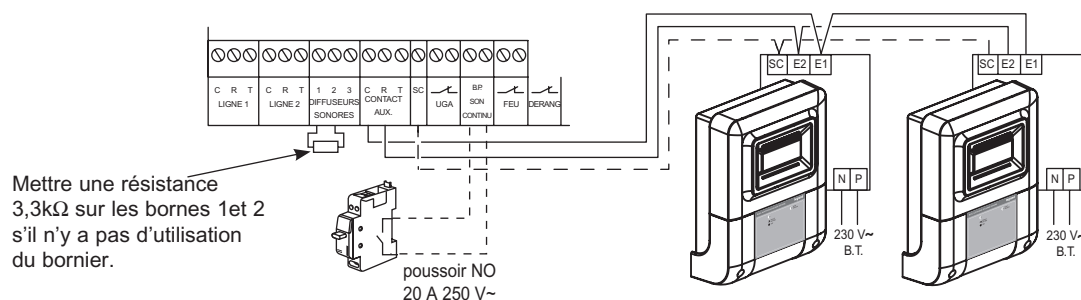 SC E2 E1
SC E2 E1
C R T C R T 1 2 3 C R T SC B.P.
LIGNE 1 LIGNE 2 DIFFUSEURS SONORES CONTACT AUX. UGA SON CONTINU FEU DERANG
Mettre une résistance
3,3kΩ sur les bornes 1et 2
s'il n'y a pas d'utilisation
du bornier.
poussoir NO
20 A 250 V~
N P
230 V~
B.T.
N P
230 V~
B.T.